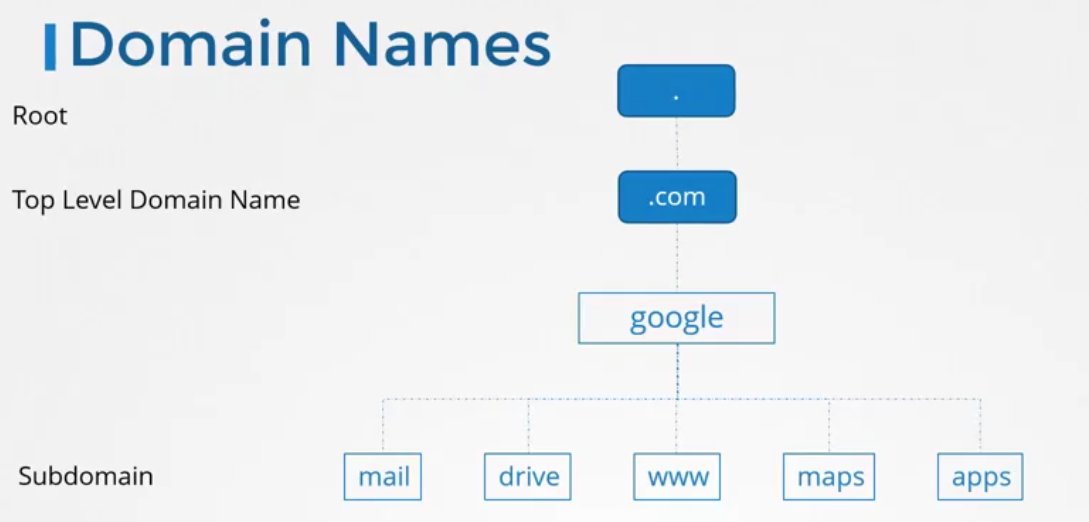 Domain Names
.
Root
Top Level Domain Name
.com
google
Subdomain
mail
drive
www
maps
apps